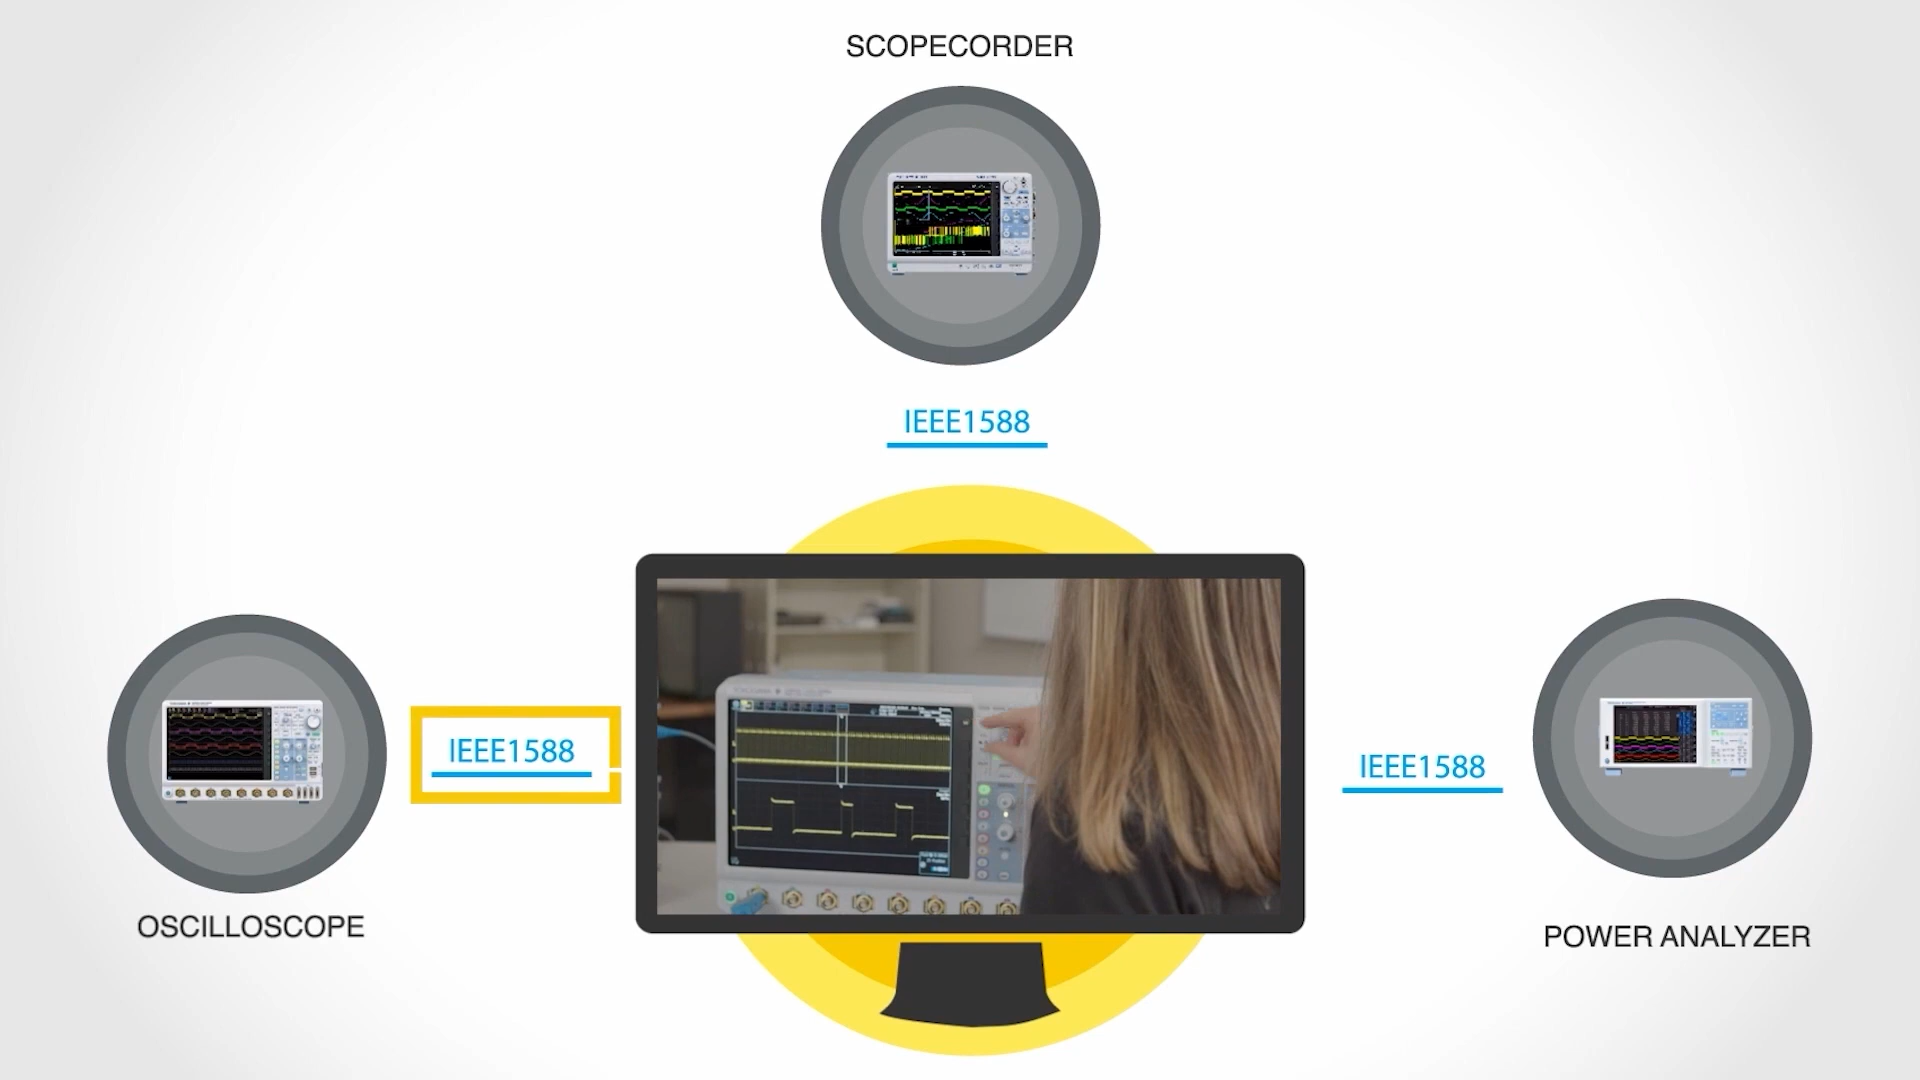 SCOPECORDER
IEEE1588
IEEE1588
IEEE1588
OSCILLOSCOPE
POWER ANALYZER